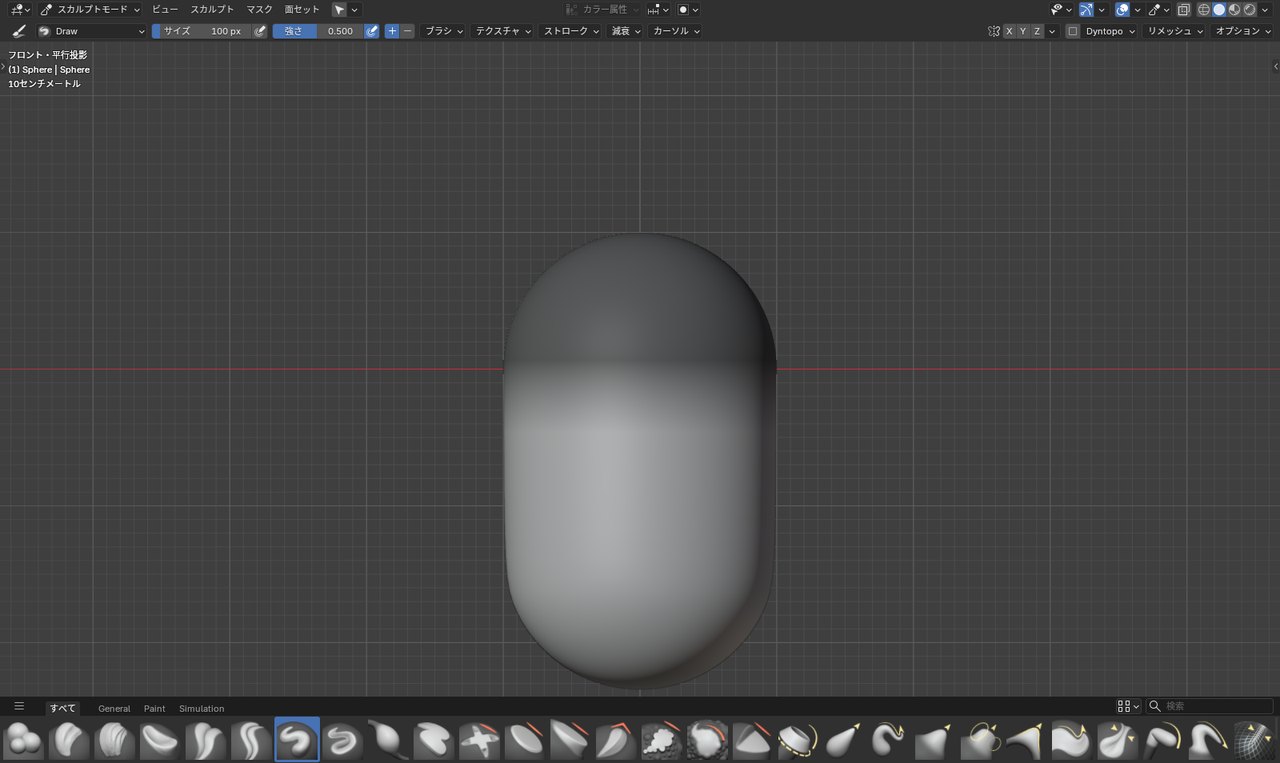 スカルプトモード ビュー スカルプト マスク 面セット カラー属性
Draw サイズ 100 px 強さ 0.500 ブラシ テクスチャ ストローク 減衰 カーソル X Y Z Dyntopo リメッシュ オプション
フロント・平行投影
(1) Sphere | Sphere
10センチメートル
すべて General Paint Simulation 検索